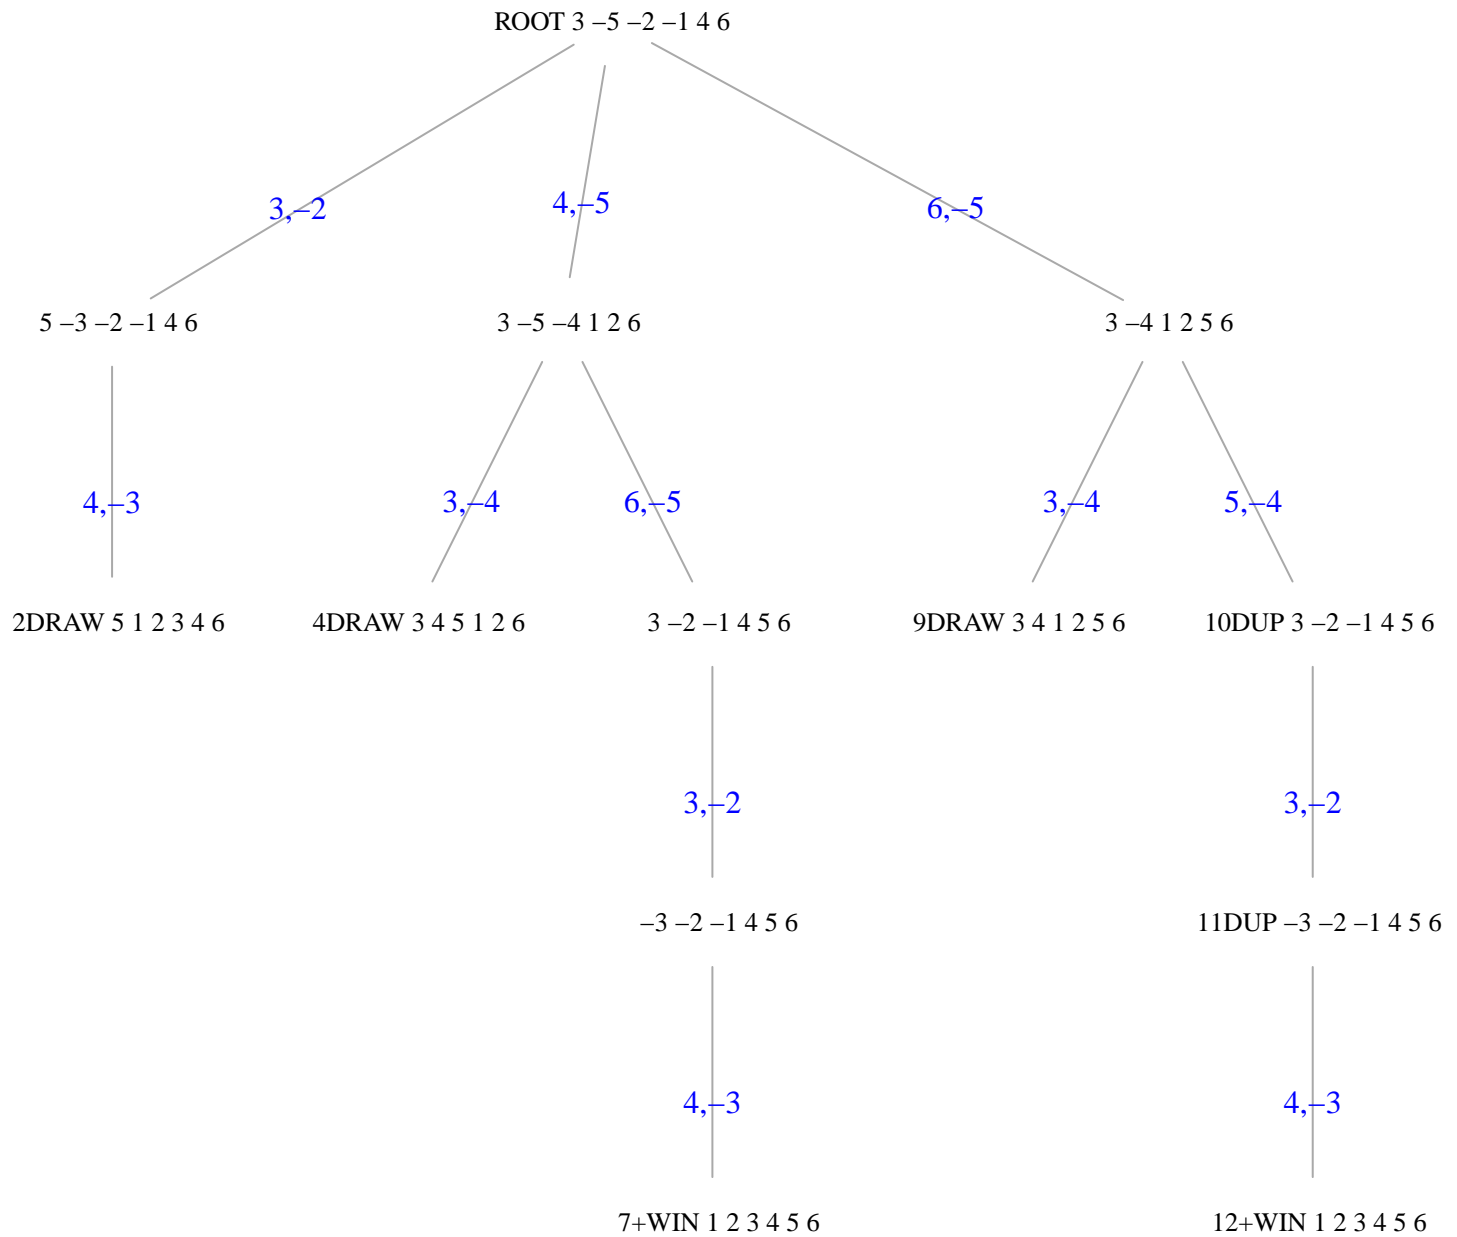 ROOT 3 –5 –2 –1 4 6
3,–2
4,–5
6,–5
5 –3 –2 –1 4 6
3 –5 –4 1 2 6
3 –4 1 2 5 6
4,–3
3,–4
6,–5
3,–4
5,–4
2DRAW 5 1 2 3 4 6
4DRAW 3 4 5 1 2 6
3 –2 –1 4 5 6
9DRAW 3 4 1 2 5 6
10DUP 3 –2 –1 4 5 6
3,–2
3,–2
–3 –2 –1 4 5 6
11DUP –3 –2 –1 4 5 6
4,–3
4,–3
7+WIN 1 2 3 4 5 6
12+WIN 1 2 3 4 5 6